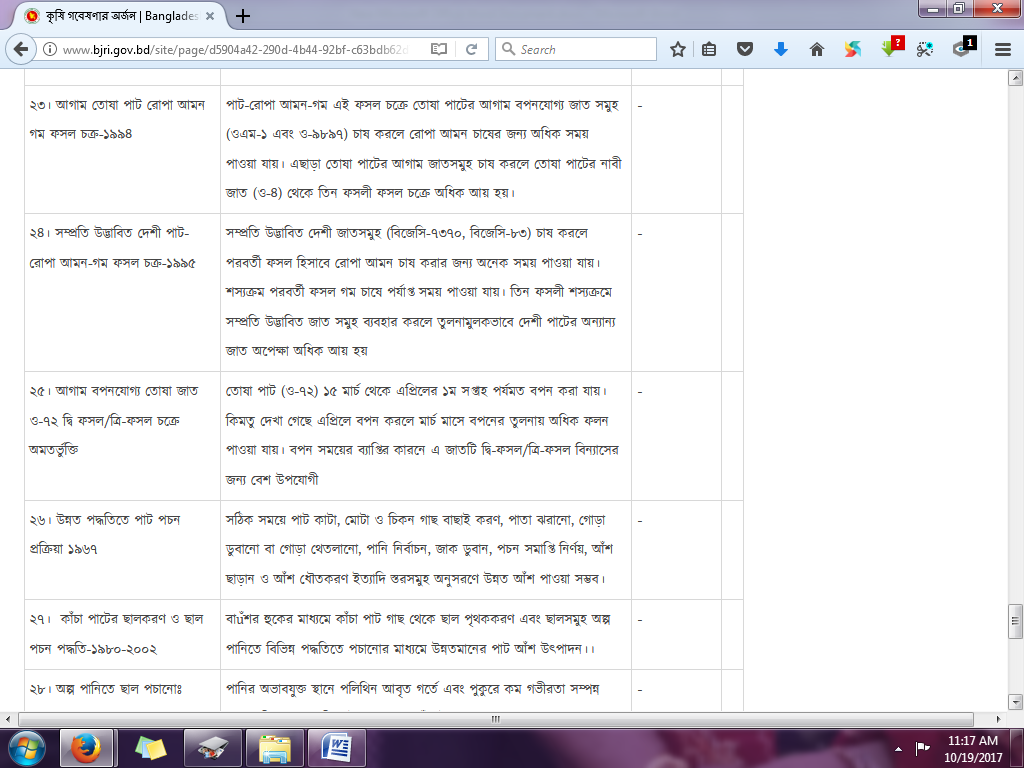 কৃষি গবেষণার অর্জল | Banglades
www.bjri.gov.bd/site/page/d5904a42-290d-4b44-92bf-c63bdb62d
Search
?
1
২৩। আগাম তোষা পাট রোপা আমন
গম ফসল চক্র-১৯৯৪
পাট-রোপা আমন-গম এই ফসল চক্রে তোষা পাটের আগাম বপনযোগ্য জাত সমুহ
(ওএম-১ এবং ও-৯৮৯৭) চাষ করলে রোপা আমন চাষের জন্য অধিক সময়
পাওয়া যায়। এছাড়া তোষা পাটের আগাম জাতসমুহ চাষ করলে তোষা পাটের নাবী
জাত (ও-৪) থেকে তিন ফসলী ফসল চক্রে অধিক আয় হয়।
-
২৪। সম্প্রতি উদ্ভাবিত দেশী পাট-
রোপা আমন-গম ফসল চক্র-১৯৯৫
সম্প্রতি উদ্ভাবিত দেশী জাতসমুহ (বিজেসি-৭৩৭০, বিজেসি-৮৩) চাষ করলে
পরবর্তী ফসল হিসাবে রোপা আমন চাষ করার জন্য অনেক সময় পাওয়া যায়।
শস্যক্রম পরবর্তী ফসল গম চাষে পর্যাপ্ত সময় পাওয়া যায়। তিন ফসলী শস্যক্রমে
সম্প্রতি উদ্ভাবিত জাত সমুহ ব্যবহার করলে তুলনামুলকভাবে দেশী পাটের অন্যান্য
জাত অপেক্ষা অধিক আয় হয়
-
২৫। আগাম বপনযোগ্য তোষা জাত
ও-৭২ দ্বি ফসল/ত্রি-ফসল চক্রে
অমতর্ভুক্তি
তোষা পাট (ও-৭২) ১৫ মার্চ থেকে এপ্রিলের ১ম সপ্তাহ পর্যমত বপন করা যায়।
কিমতু দেখা গেছে এপ্রিলে বপন করলে মার্চ মাসে বপনের তুলনায় অধিক ফলন
পাওয়া যায়। বপন সময়ের ব্যাপ্তির কারনে এ জাতটি দ্বি-ফসল/ত্রি-ফসল বিন্যাসের
জন্য বেশ উপযোগী
-
২৬। উন্নত পদ্ধতিতে পাট পচন
প্রক্রিয়া ১৯৬৭
সঠিক সময়ে পাট কাটা, মোটা ও চিকন গাছ বাছাই করণ, পাতা ঝরানো, গোড়া
ডুবানো বা গোড়া থেতলানো, পানি নির্বাচন, জাক ডুবান, পচন সমাপ্তি নির্ণয়, আঁশ
ছাড়ান ও আঁশ ধৌতকরণ ইত্যাদি স্তরসমুহ অনুসরণে উন্নত আঁশ পাওয়া সম্ভব।
-
২৭। কাঁচা পাটের ছালকরণ ও ছাল
পচন পদ্ধতি-১৯৮০-২০০২
বাuঁশর হুকের মাধ্যমে কাঁচা পাট গাছ থেকে ছাল পৃথককরণ এবং ছালসমুহ অল্প
পানিতে বিভিন্ন পদ্ধতিতে পচানোর মাধ্যমে উন্নতমানের পাট আঁশ উৎপাদন।।
-
২৮। অল্প পানিতে ছাল পচানোঃ
পানির অভাবযুক্ত স্থানে পলিথিন আবৃত গর্তে এবং পুকুরে কম গভীরতা সম্পন্ন
-
11:17 AM
10/19/2017